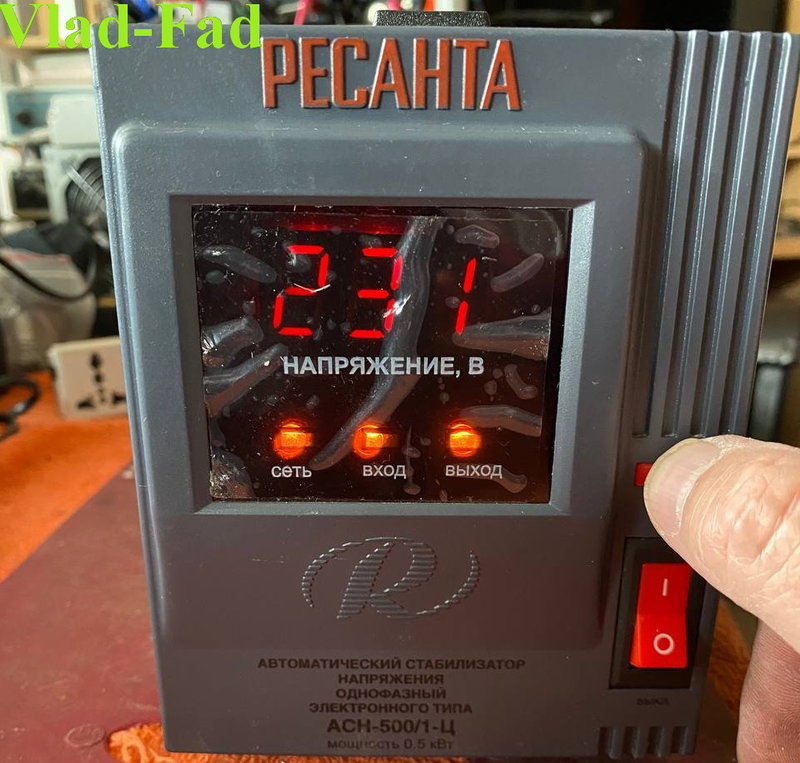 Vlad-Fad
РЕСАНТА
231
НАПРЯЖЕНИЕ, В
сеть ВХОД ВЫХОД
R
АВТОМАТИЧЕСКИЙ СТАБИЛИЗАТОР
НАПРЯЖЕНИЯ
ОДНОФАЗНЫЙ
ЭЛЕКТРОННОГО ТИПА
АСН-500/1-Ц
мощность 0.5 кВт
I
O
ВЫКЛ